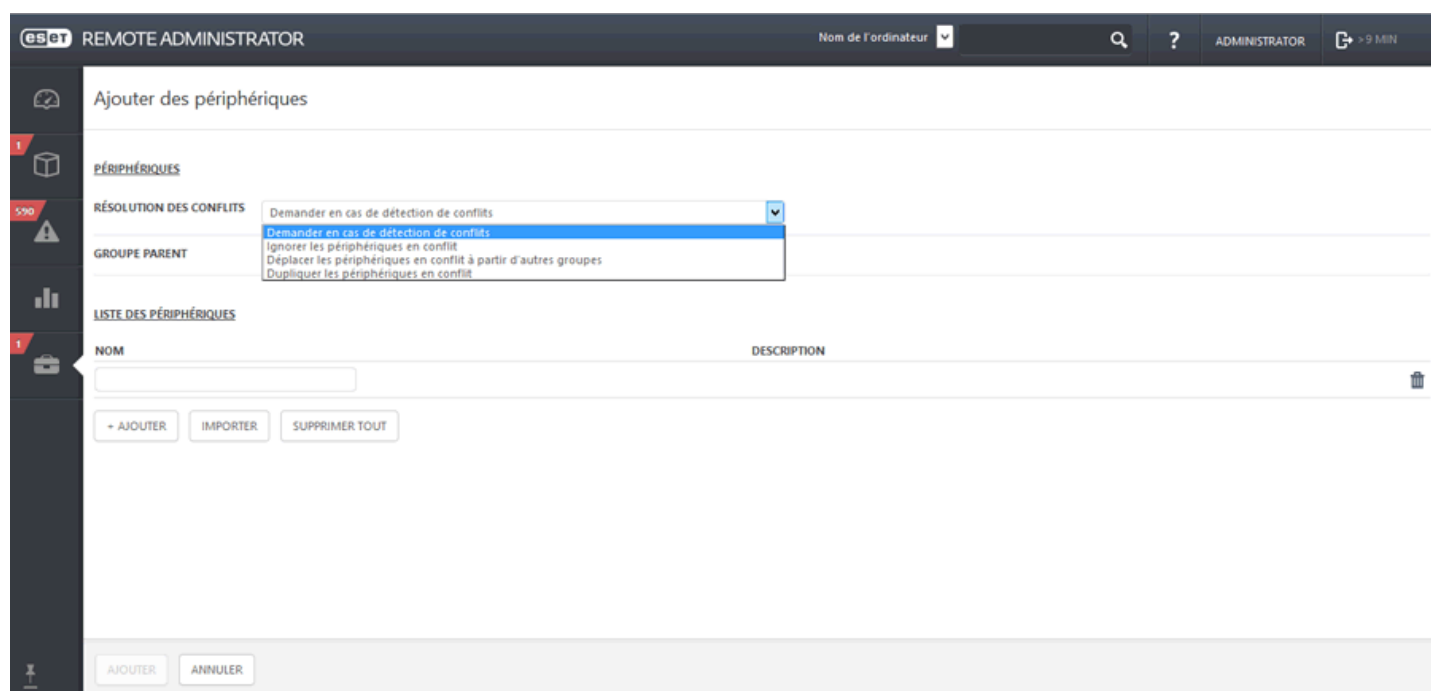 eset REMOTE ADMINISTRATOR Nom de l'ordinateur ? ADMINISTRATOR >9 MIN
Ajouter des périphériques
1
PÉRIPHÉRIQUES
590
RÉSOLUTION DES CONFLITS Demander en cas de détection de conflits
Demander en cas de détection de conflits
Ignorer les périphériques en conflit
GROUPE PARENT
Déplacer les périphériques en conflit à partir d'autres groupes
Dupliquer les périphériques en conflit
LISTE DES PÉRIPHÉRIQUES
1
NOM DESCRIPTION
+ AJOUTER IMPORTER SUPPRIMER TOUT
AJOUTER ANNULER